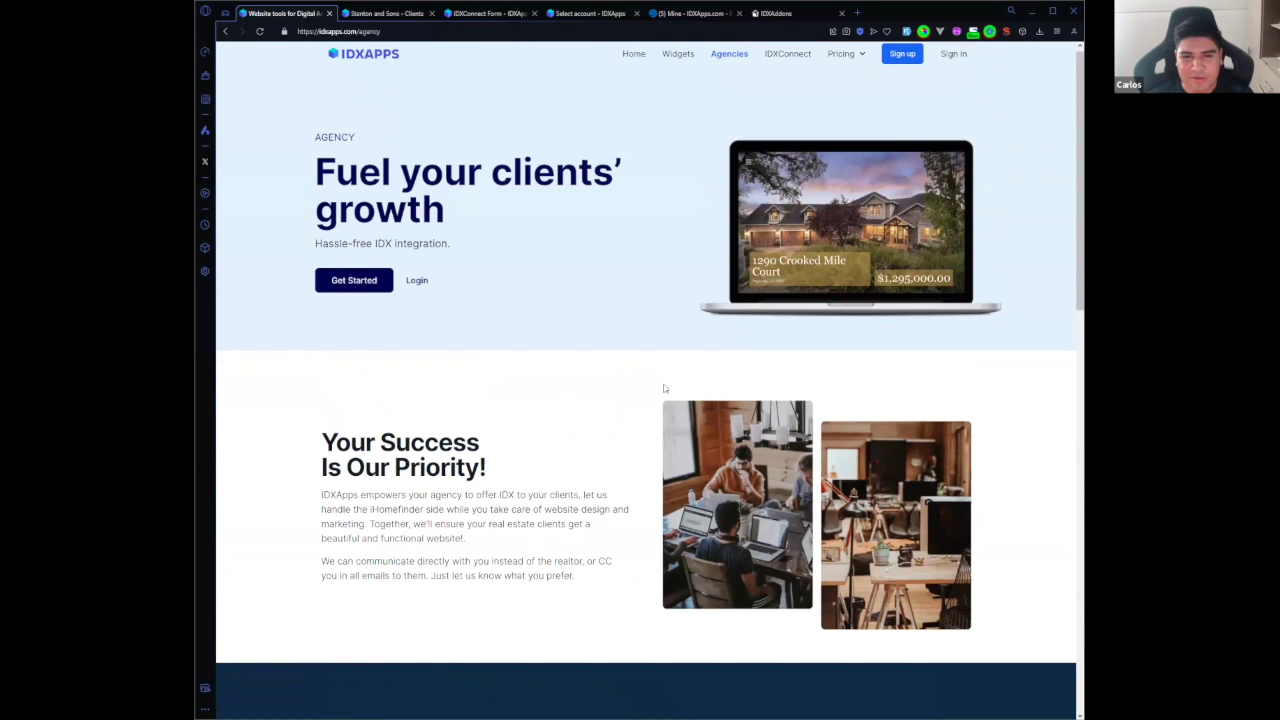 Website tools for Digital A
Stanton and Sons - Clients
IDXConnect Form - IDXAp
Select account - IDXApps
(5) Mine - IDXApps.com -
IDXAddons
https://idxapps.com/agency
IDXAPPS
Home
Widgets
Agencies
IDXConnect
Pricing
Sign up
Sign in
Carlos
AGENCY
Fuel your clients’
growth
Hassle-free IDX integration.
Get Started
Login
1290 Crooked Mile
Court
$1,295,000.00
Your Success
Is Our Priority!
IDXApps empowers your agency to offer IDX to your clients, let us
handle the iHomefinder side while you take care of website design and
marketing. Together, we'll ensure your real estate clients get a
beautiful and functional website!.
We can communicate directly with you instead of the realtor, or CC
you in all emails to them. Just let us know what you prefer.